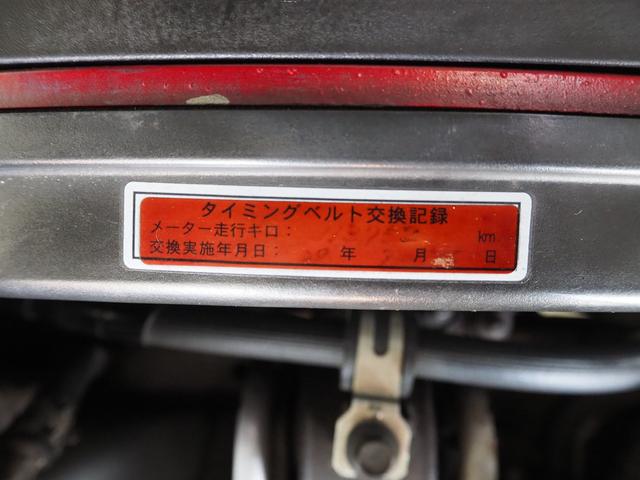 タイミングベルト交換記録
メーター走行キロ： km
交換実施年月日： 年 月 日